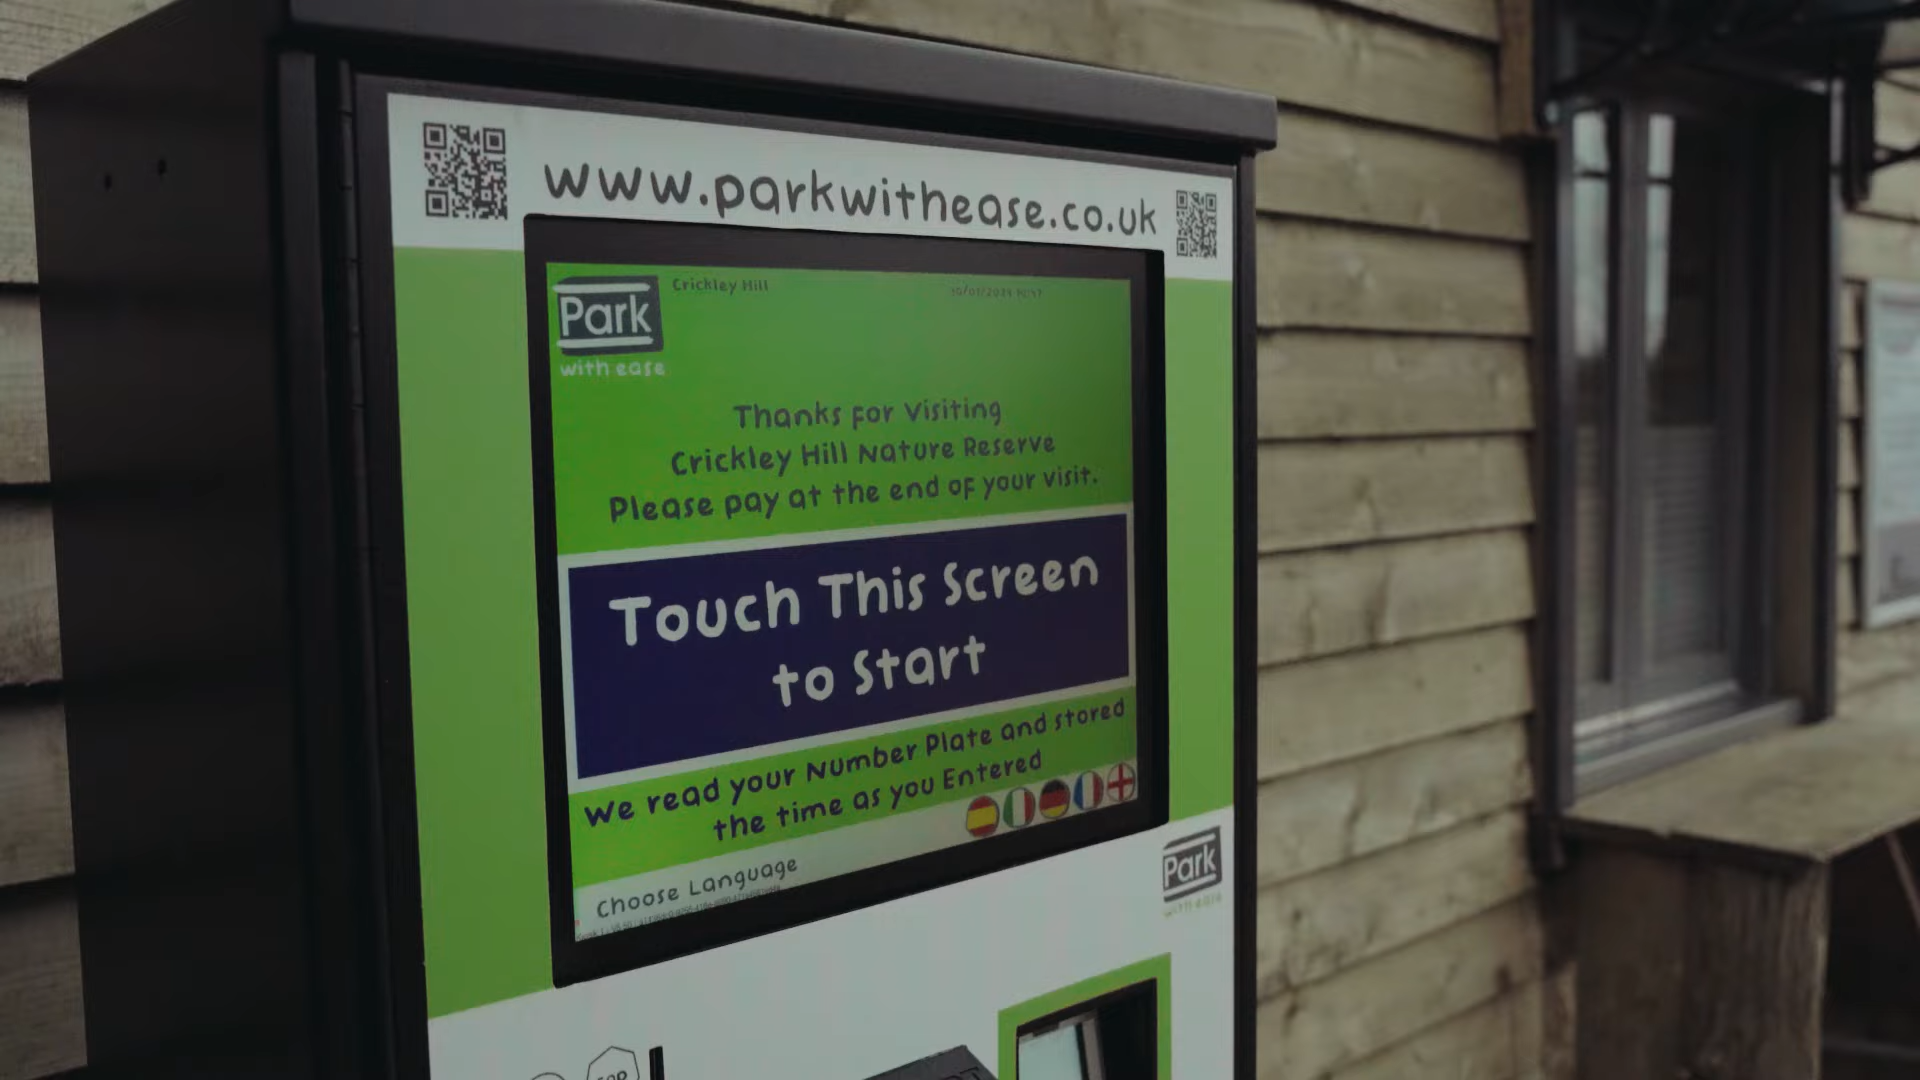 www.parkwithease.co.uk
Park
with ease
Crickley Hill
Thanks for Visiting
Crickley Hill Nature Reserve
Please pay at the end of your visit.
Touch This Screen
to Start
We read your Number Plate and stored
the time as you Entered
Choose Language
Park
with ease